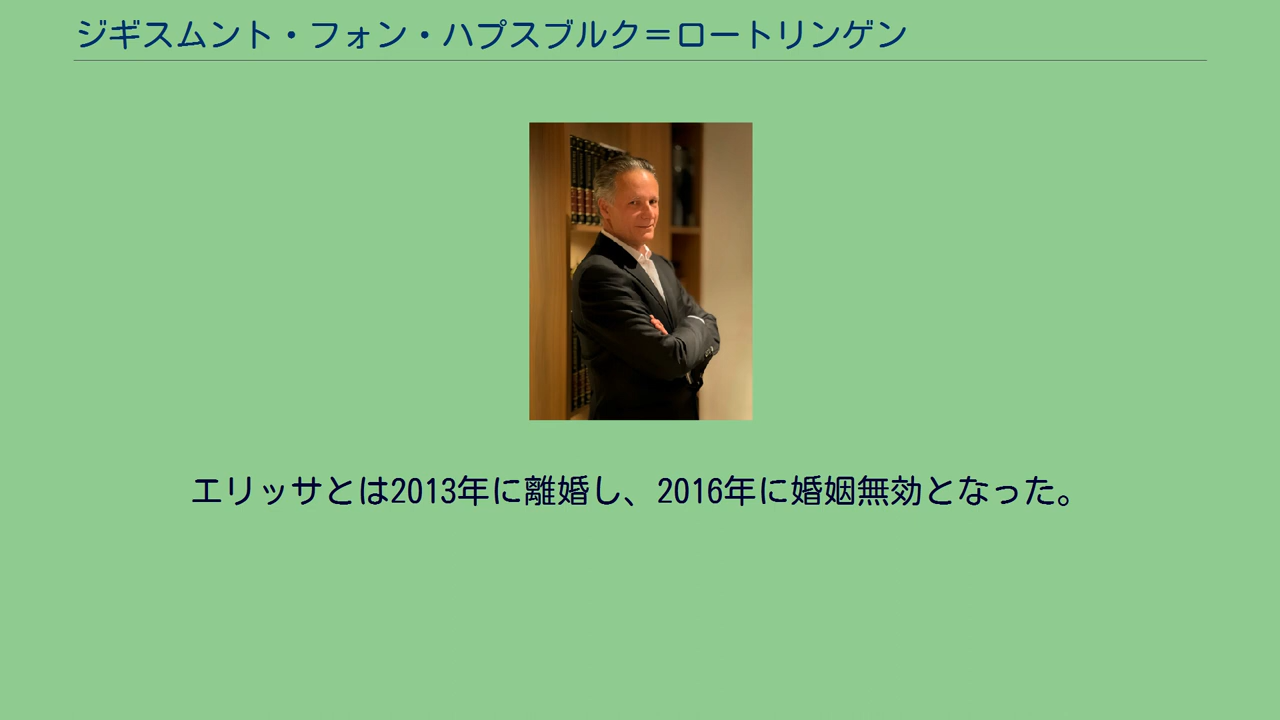 ジギスムント・フォン・ハプスブルク＝ロートリンゲン
エリッサとは2013年に離婚し、2016年に婚姻無効となった。